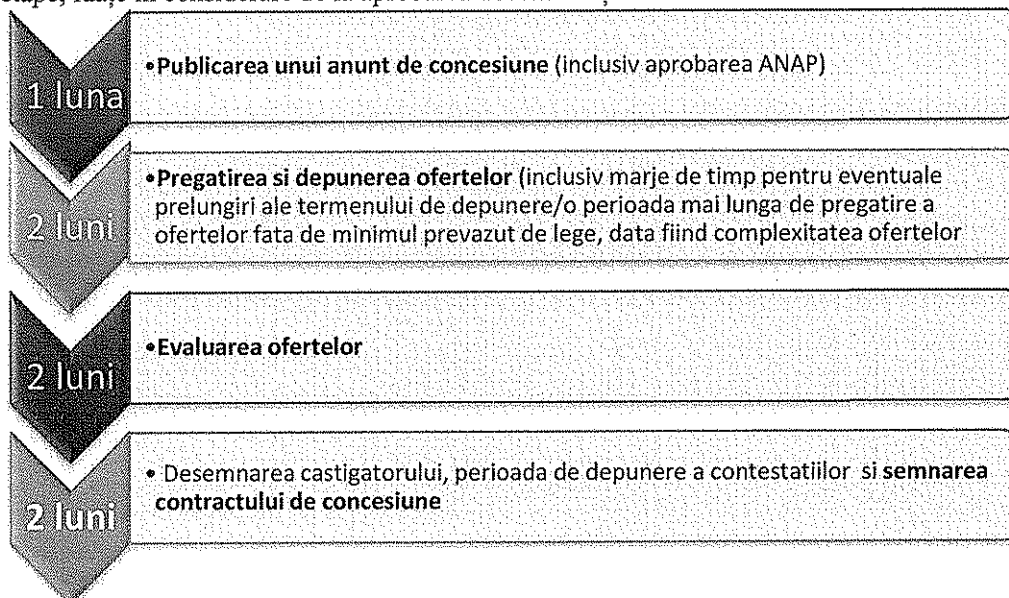 1 luna
•Publicarea unui anunt de concesiune (inclusiv aprobarea ANAP)
2 luni
•Pregatirea si depunerea ofertelor (inclusiv marje de timp pentru eventuale
prelungiri ale termenului de depunere/o perioada mai lunga de pregatire a
ofertelor fata de minimul prevazut de lege, data fiind complexitatea ofertelor
2 luni
•Evaluarea ofertelor
2 luni
• Desemnarea castigatorului, perioada de depunere a contestatiilor si semnarea
contractului de concesiune